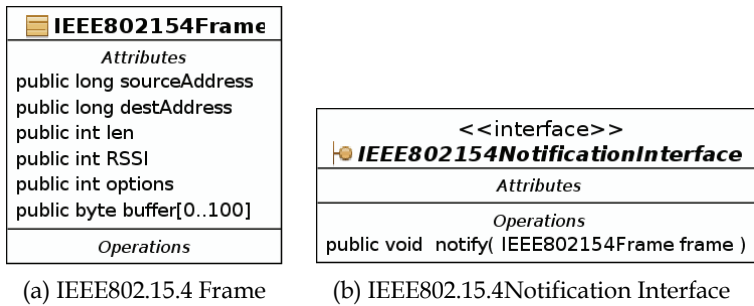 IEEE802154Frame
Attributes
public long sourceAddress
public long destAddress
public int len
public int RSSI
public int options
public byte buffer[0..100]
Operations
(a) IEEE802.15.4 Frame
<<interface>>
IEEE802154NotificationInterface
Attributes
Operations
public void notify( IEEE802154Frame frame )
(b) IEEE802.15.4Notification Interface